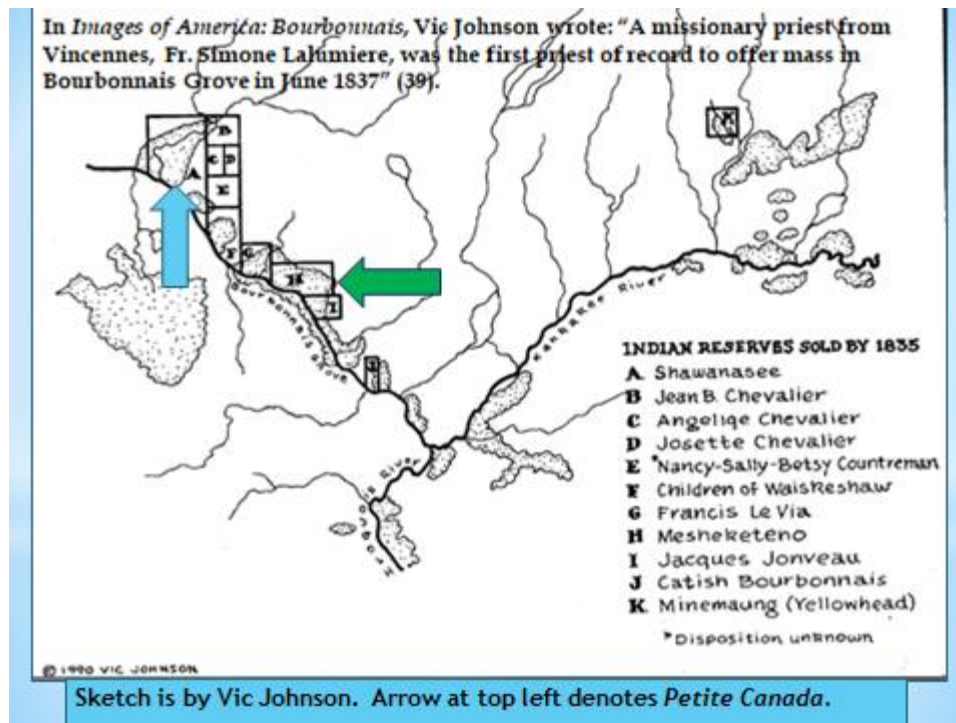 In Images of America: Bourbonnais, Vic Johnson wrote: "A missionary priest from
Vincennes, Fr. Simone Lalumiere, was the first priest of record to offer mass in
Bourbonnais Grove in June 1837" (39).
B
K
A
C D
E
F G
H
I
Bourbonnais Grove
Kankakee River
INDIAN RESERVES SOLD BY 1835
A Shawanasee
B Jean B. Chevalier
C Angeliqe Chevalier
D Josette Chevalier
E *Nancy-Sally-Betsy Countreman
F Children of Waiskeshaw
G Francis Le Via
H Mesheketeno
I Jacques Jonveau
J Catish Bourbonnais
K Minemaung (Yellowhead)
*Disposition unknown
Iroquois River
© 1990 VIC JOHNSON
Sketch is by Vic Johnson. Arrow at top left denotes Petite Canada.